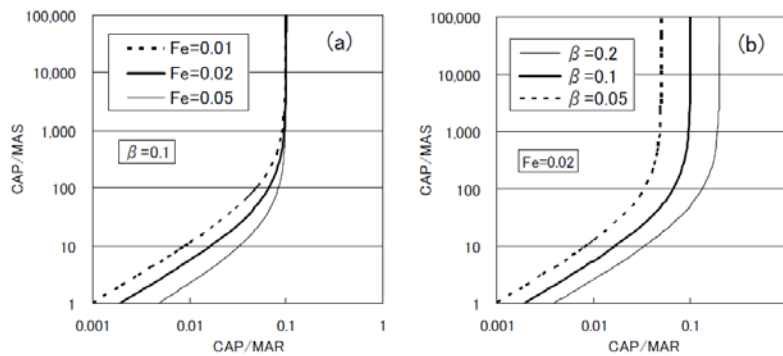 (a)
Fe=0.01
Fe=0.02
Fe=0.05
β=0.1
100,000
10,000
1,000
100
10
1
CAP/MAS
0.001 0.01 0.1 1
CAP/MAR
(b)
β=0.2
β=0.1
β=0.05
Fe=0.02
100,000
10,000
1,000
100
10
1
CAP/MAS
0.001 0.01 0.1
CAP/MAR